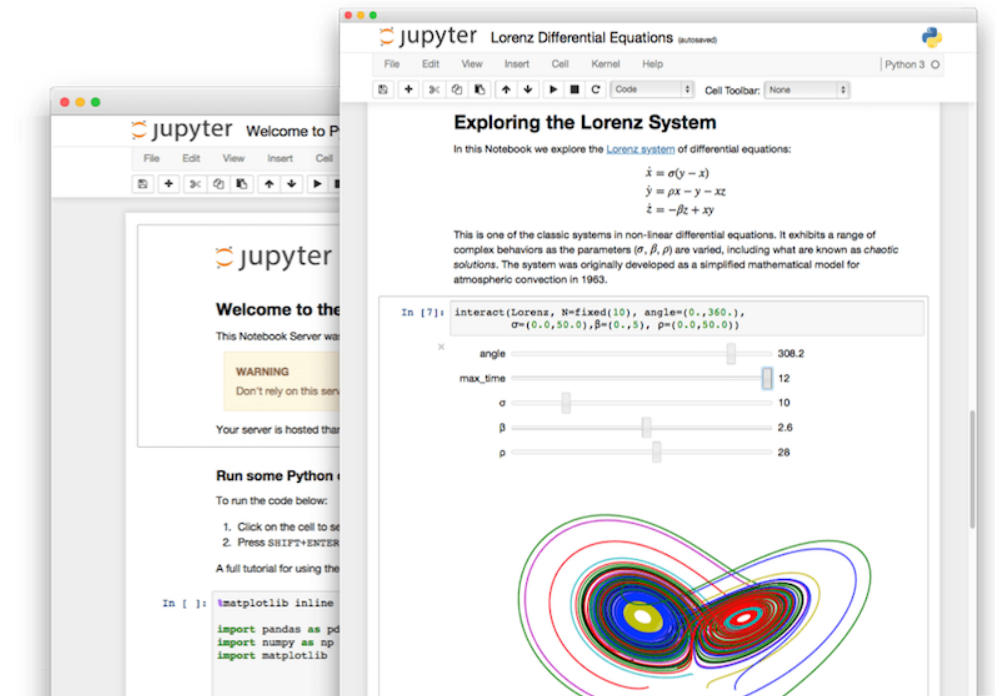 jupyter Lorenz Differential Equations (autosaved)
File Edit View Insert Cell Kernel Help Python 3
Code Cell Toolbar: None
Exploring the Lorenz System
In this Notebook we explore the Lorenz system of differential equations:
ẋ = σ(y − x)
ẏ = ρx − y − xz
ż = −βz + xy
This is one of the classic systems in non-linear differential equations. It exhibits a range of
complex behaviors as the parameters (σ, β, ρ) are varied, including what are known as chaotic
solutions. The system was originally developed as a simplified mathematical model for
atmospheric convection in 1963.
In [7]: interact(Lorenz, N=fixed(10), angle=(0.,360.),
σ=(0.0,50.0),β=(0.,5), ρ=(0.0,50.0))
angle 308.2
max_time 12
σ 10
β 2.6
ρ 28
jupyter Welcome to P
File Edit View Insert Cell
jupyter
Welcome to the
This Notebook Server was
WARNING
Don't rely on this serv
Your server is hosted than
Run some Python
To run the code below:
1. Click on the cell to se
2. Press SHIFT+ENTER
A full tutorial for using the
In [ ]: %matplotlib inline
import pandas as pd
import numpy as np
import matplotlib